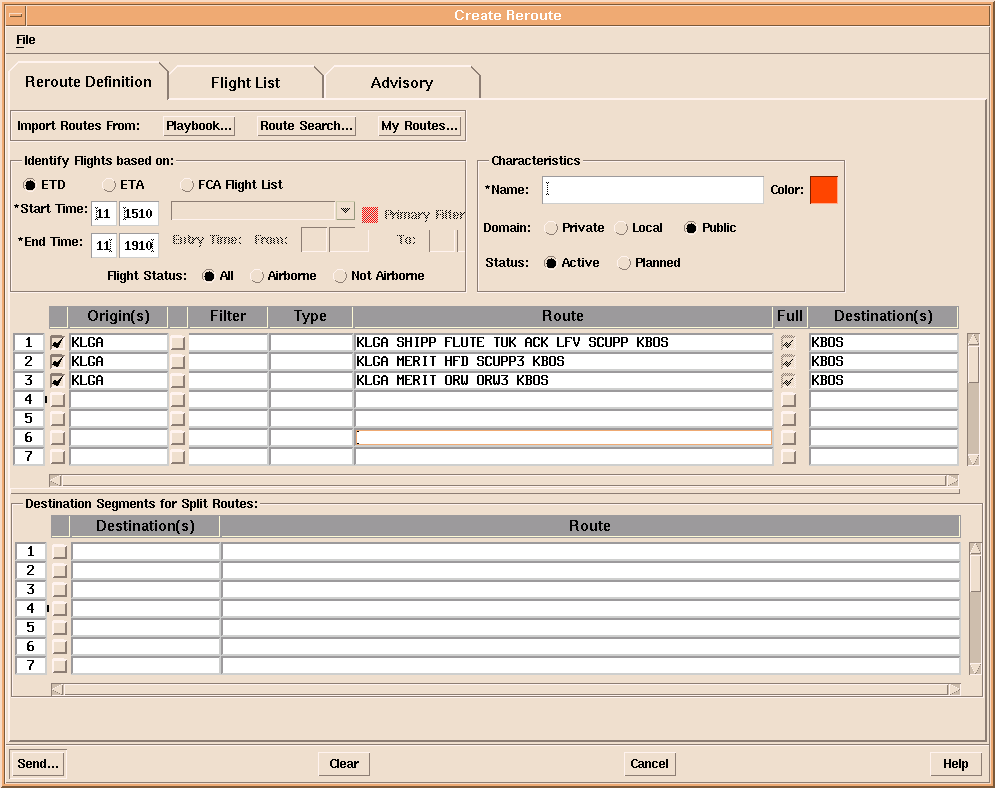 Create Reroute
File
Reroute Definition Flight List Advisory
Import Routes From: Playbook... Route Search... My Routes...
Identify Flights based on:
ETD ETA FCA Flight List
*Start Time: 11 1510 Primary Filter
*End Time: 11 1910 Entry Time: From: To:
Flight Status: All Airborne Not Airborne
Characteristics
*Name: Color:
Domain: Private Local Public
Status: Active Planned
Origin(s) Filter Type Route Full Destination(s)
1 KLGA KLGA SHIPP FLUTE TUK ACK LFV SCUPP KBOS KBOS
2 KLGA KLGA MERIT HFD SCUPP3 KBOS KBOS
3 KLGA KLGA MERIT ORW ORW3 KBOS KBOS
4
5
6
7
Destination Segments for Split Routes:
Destination(s) Route
1
2
3
4
5
6
7
Send... Clear Cancel Help